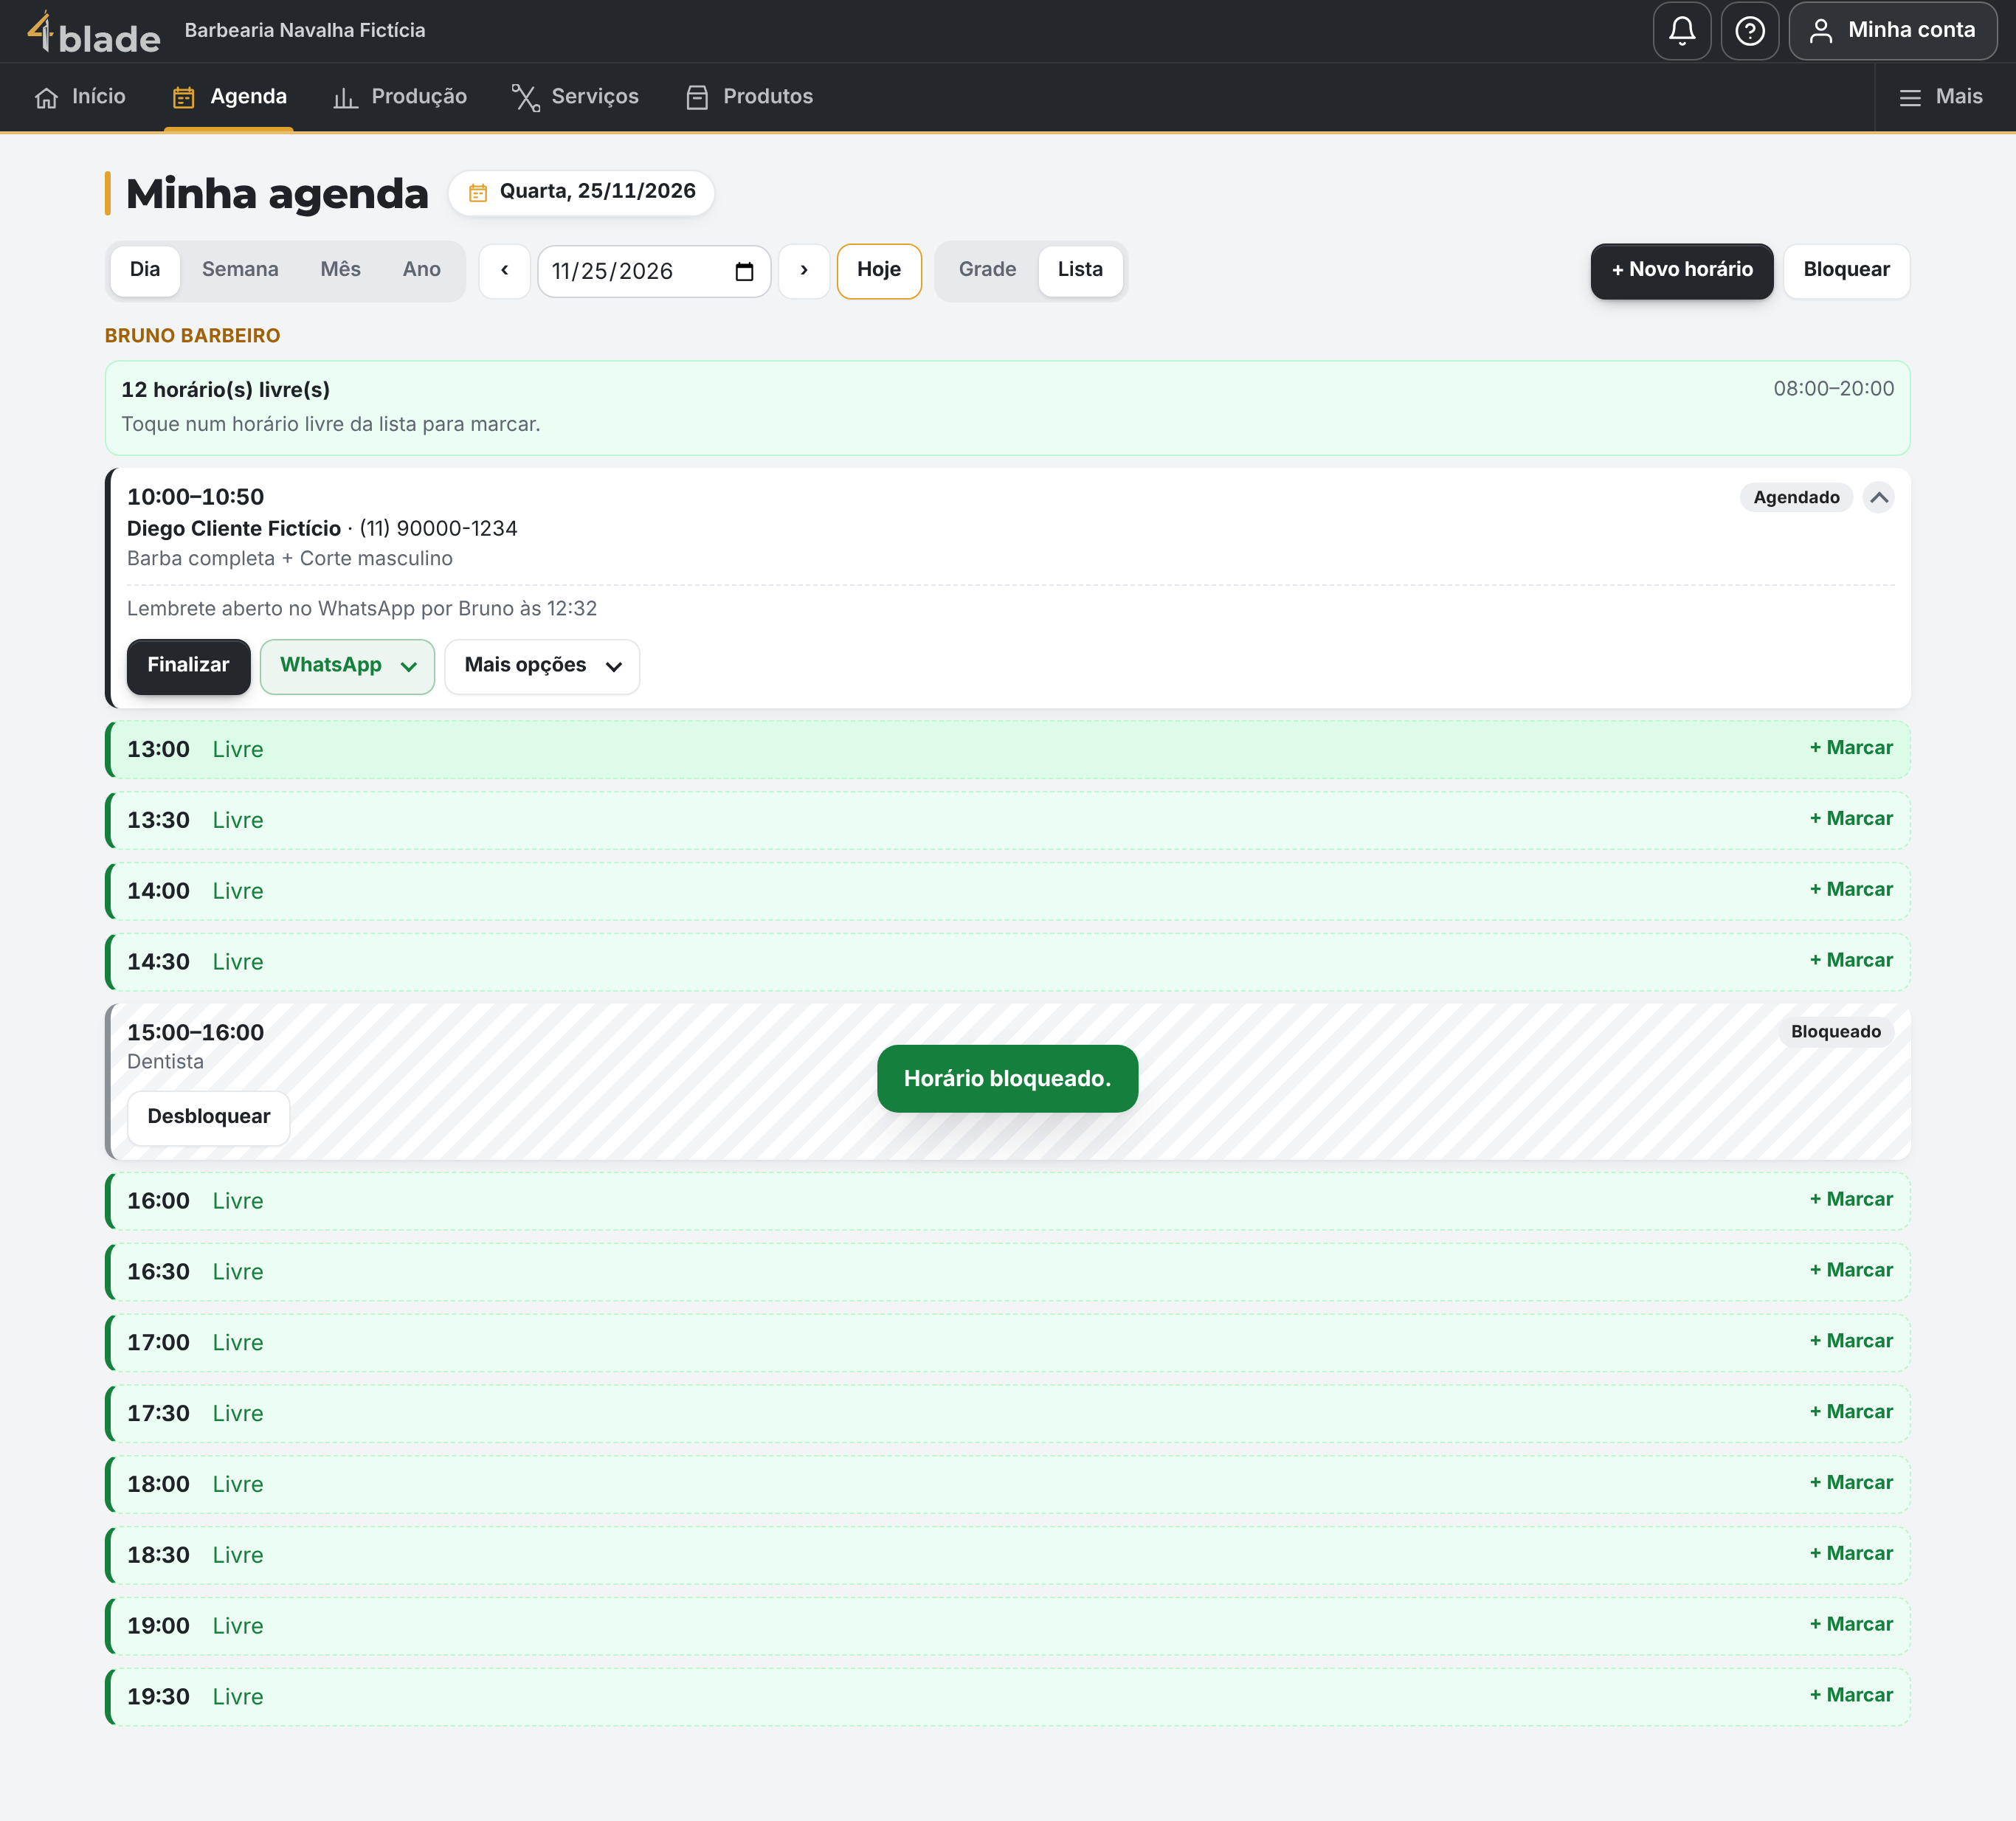 4blade Barbearia Navalha Fictícia Minha conta
Início Agenda Produção Serviços Produtos Mais
Minha agenda Quarta, 25/11/2026
Dia Semana Mês Ano ‹ 11/25/2026 › Hoje Grade Lista + Novo horário Bloquear
BRUNO BARBEIRO
12 horário(s) livre(s) 08:00–20:00
Toque num horário livre da lista para marcar.
10:00–10:50 Agendado
Diego Cliente Fictício · (11) 90000-1234
Barba completa + Corte masculino
Lembrete aberto no WhatsApp por Bruno às 12:32
Finalizar WhatsApp Mais opções
13:00 Livre + Marcar
13:30 Livre + Marcar
14:00 Livre + Marcar
14:30 Livre + Marcar
15:00–16:00 Bloqueado
Dentista
Horário bloqueado.
Desbloquear
16:00 Livre + Marcar
16:30 Livre + Marcar
17:00 Livre + Marcar
17:30 Livre + Marcar
18:00 Livre + Marcar
18:30 Livre + Marcar
19:00 Livre + Marcar
19:30 Livre + Marcar